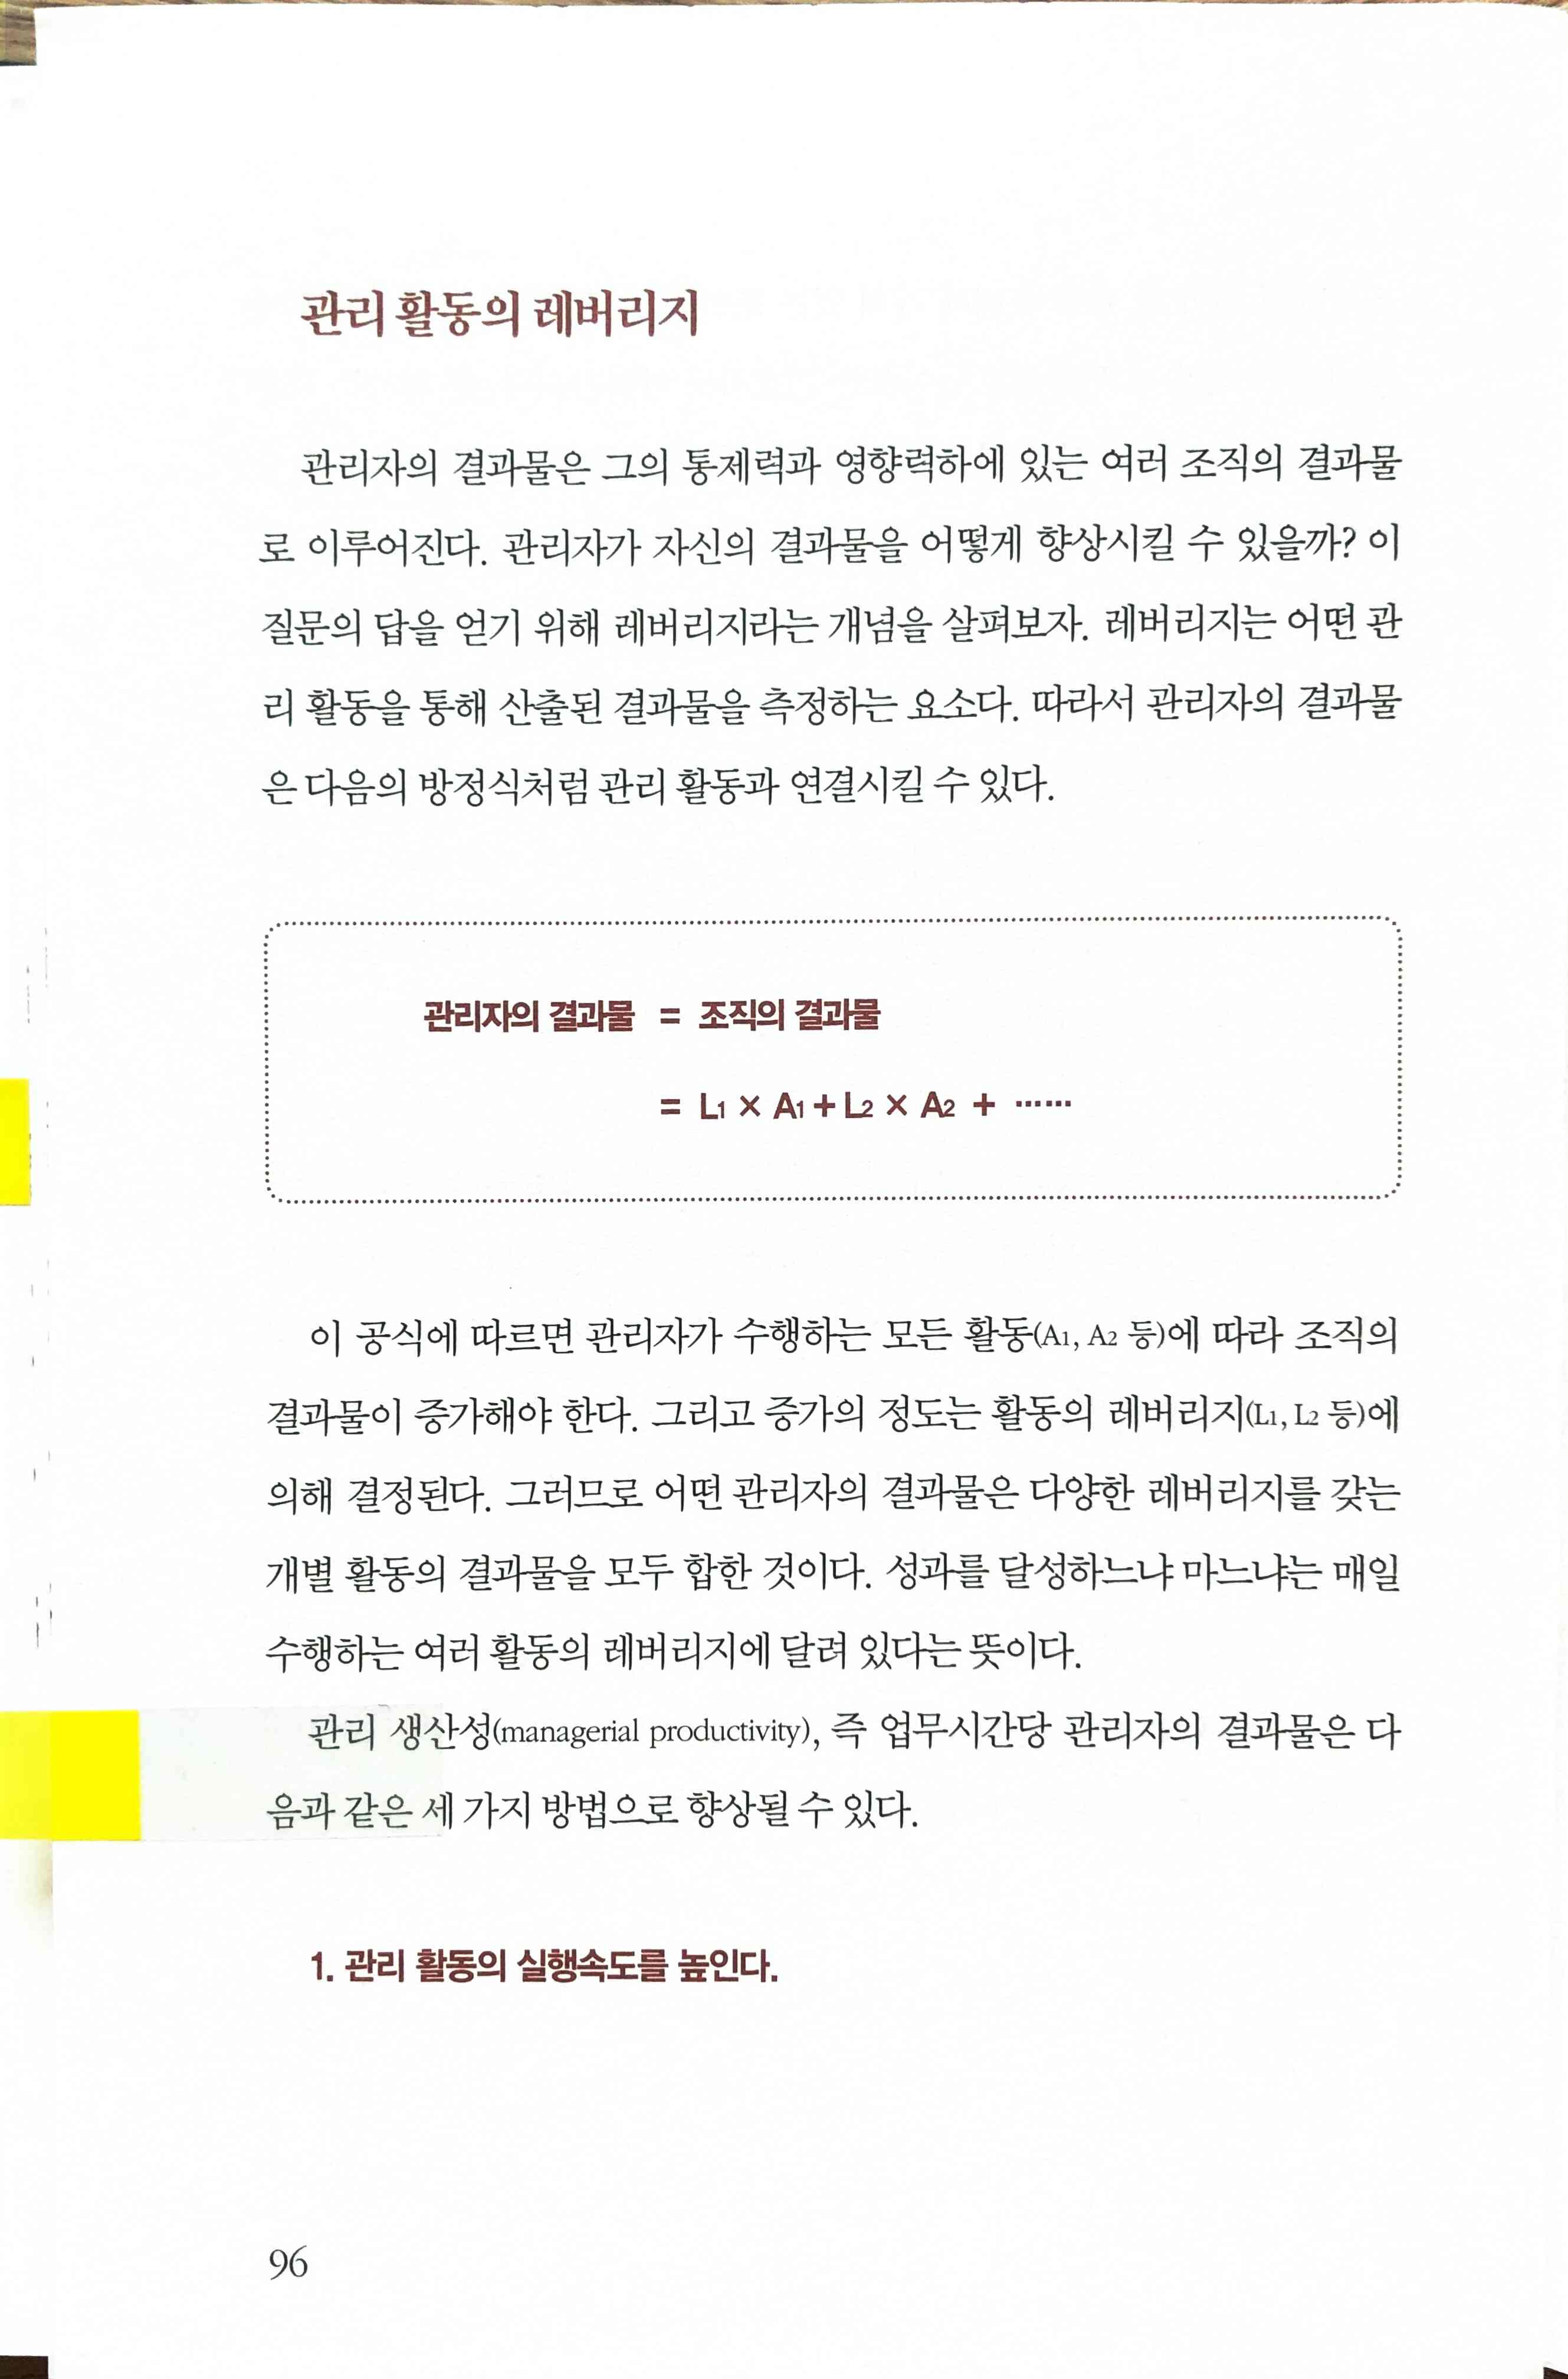 관리 활동의 레버리지
관리자의 결과물은 그의 통제력과 영향력하에 있는 여러 조직의 결과물
로 이루어진다. 관리자가 자신의 결과물을 어떻게 향상시킬 수 있을까? 이
질문의 답을 얻기 위해 레버리지라는 개념을 살펴보자. 레버리지는 어떤 관
리 활동을 통해 산출된 결과물을 측정하는 요소다. 따라서 관리자의 결과물
은 다음의 방정식처럼 관리 활동과 연결시킬 수 있다.
관리자의 결과물 = 조직의 결과물
= L1 × A1 + L2 × A2 + ……
이 공식에 따르면 관리자가 수행하는 모든 활동(A1, A2 등)에 따라 조직의
결과물이 증가해야 한다. 그리고 증가의 정도는 활동의 레버리지(L1, L2 등)에
의해 결정된다. 그러므로 어떤 관리자의 결과물은 다양한 레버리지를 갖는
개별 활동의 결과물을 모두 합한 것이다. 성과를 달성하느냐 마느냐는 매일
수행하는 여러 활동의 레버리지에 달려 있다는 뜻이다.
관리 생산성(managerial productivity), 즉 업무시간당 관리자의 결과물은 다
음과 같은 세 가지 방법으로 향상될 수 있다.
1. 관리 활동의 실행속도를 높인다.
96